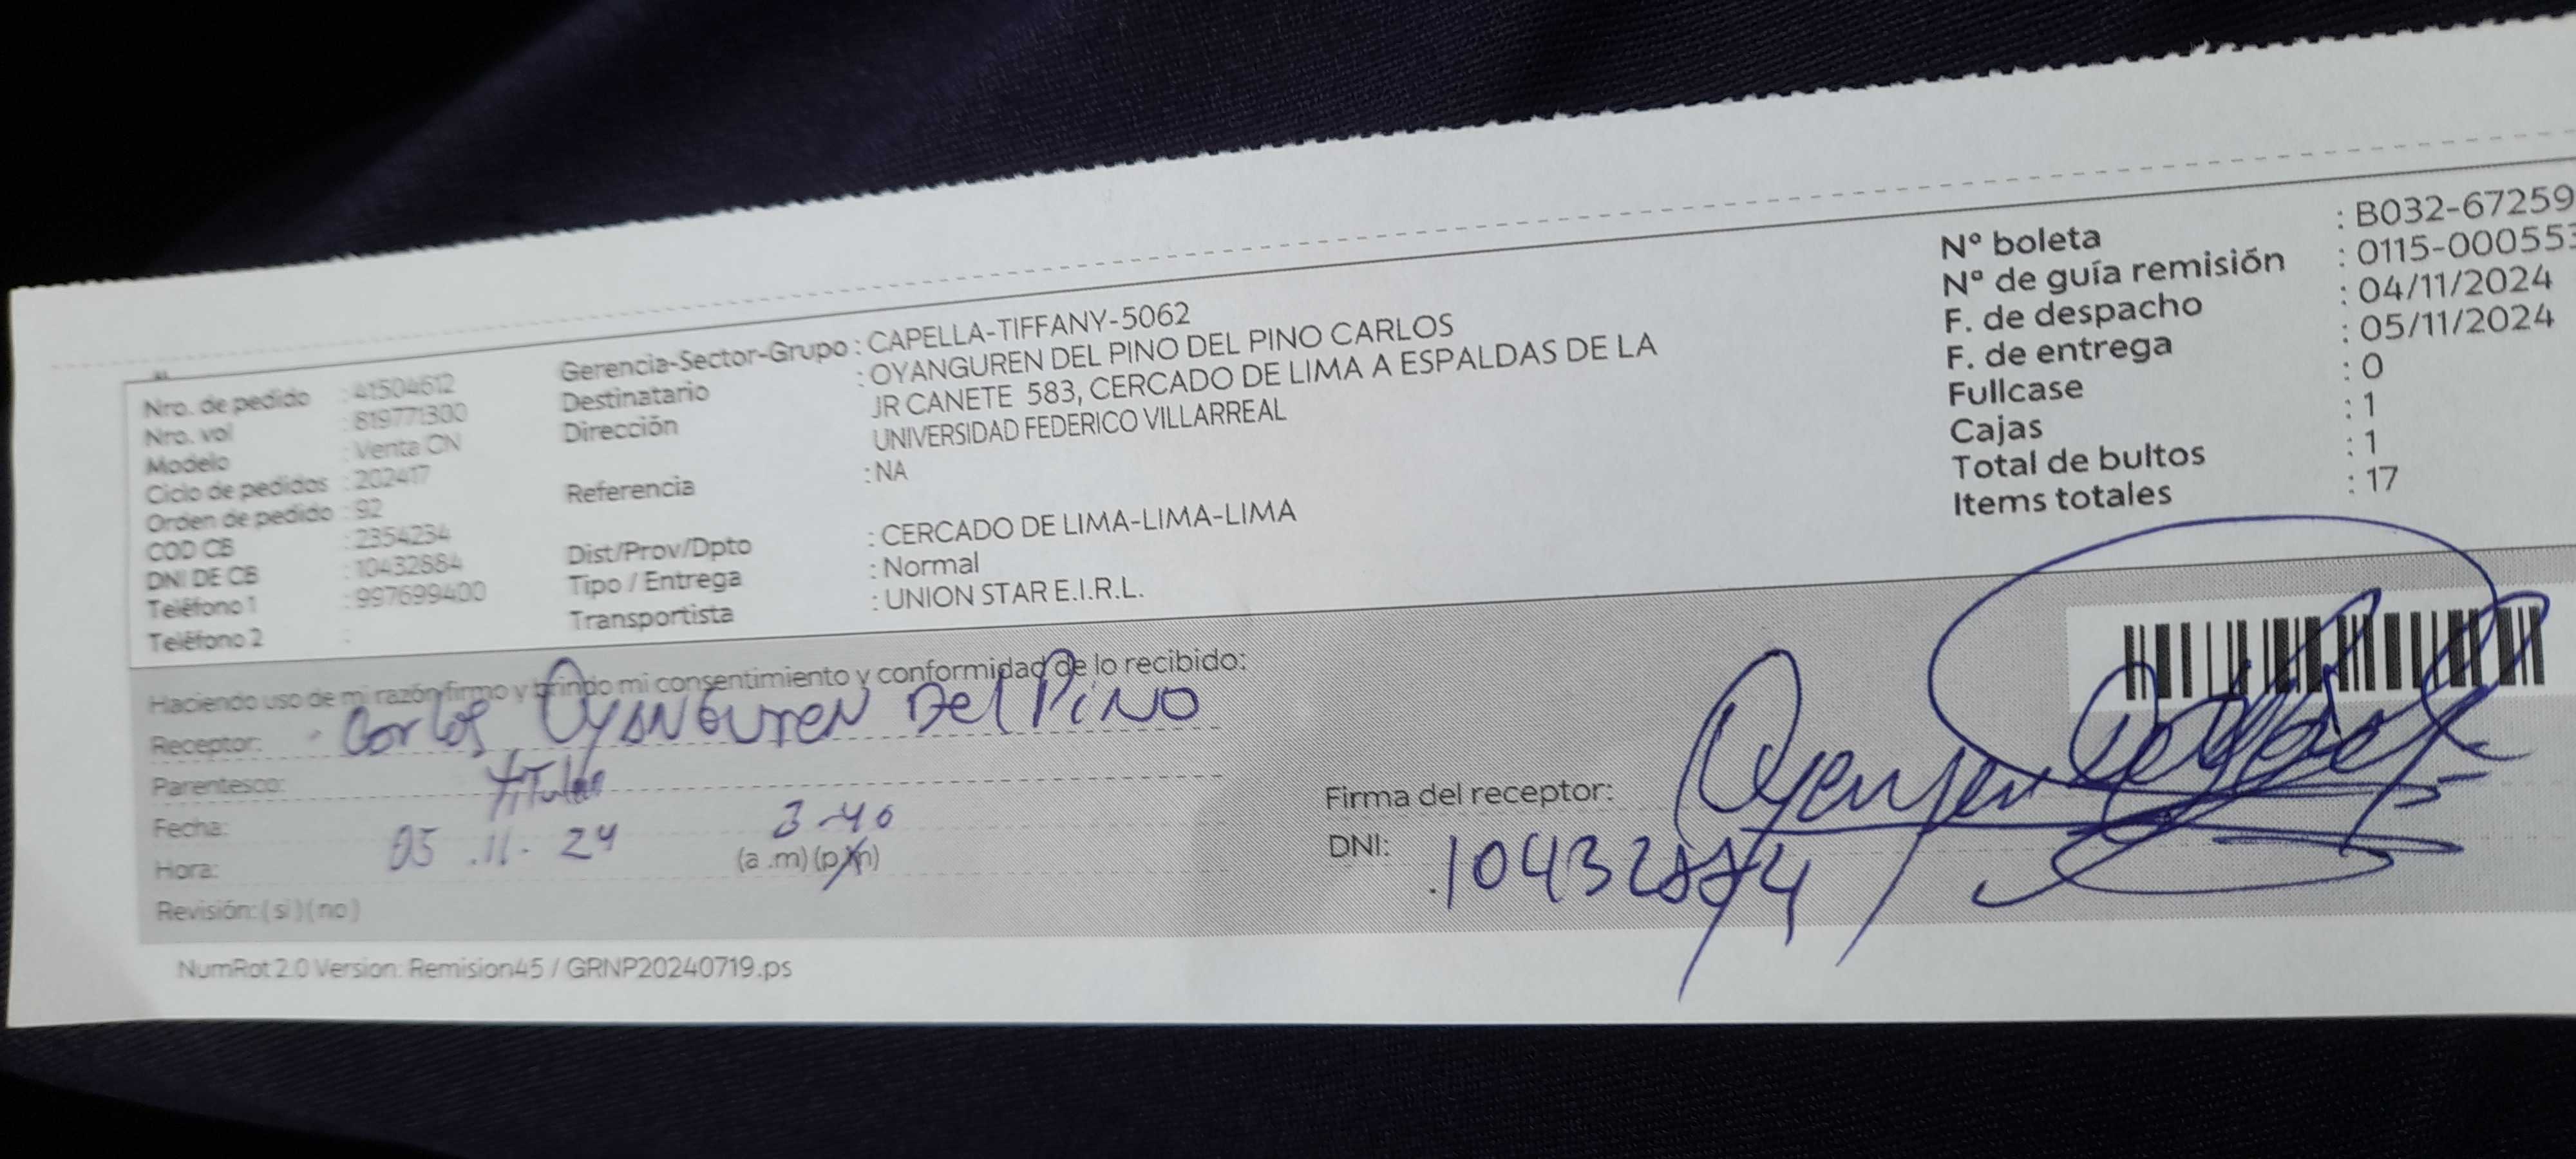 Nro. de pedido : 41504612
Nro. vol : 819771300
Modelo : Venta CN
Ciclo de pedidos : 202417
Orden de pedido : 92
COD CB : 2354234
DNI DE CB : 10432884
Teléfono 1 : 997699400
Teléfono 2 :
Gerencia-Sector-Grupo : CAPELLA-TIFFANY-5062
Destinatario : OYANGUREN DEL PINO DEL PINO CARLOS
Dirección JR CANETE 583, CERCADO DE LIMA A ESPALDAS DE LA
UNIVERSIDAD FEDERICO VILLARREAL
Referencia : NA
Dist/Prov/Dpto : CERCADO DE LIMA-LIMA-LIMA
Tipo / Entrega : Normal
Transportista : UNION STAR E.I.R.L.
N° boleta : B032-67259
N° de guía remisión : 0115-000553
F. de despacho : 04/11/2024
F. de entrega : 05/11/2024
Fullcase : 0
Cajas : 1
Total de bultos : 1
Items totales : 17
Haciendo uso de mi razón firmo y brindo mi consentimiento y conformidad de lo recibido:
Receptor: Carlos Oyanguren Del Pino
Parentesco: Titular
Fecha: 05 .11. 24 3-40
Hora: (a .m) (p.m)
Revisión: ( si ) ( no )
Firma del receptor: Oyanguren
DNI: 10432884
NumRot 2.0 Version: Remision45 / GRNP20240719.ps